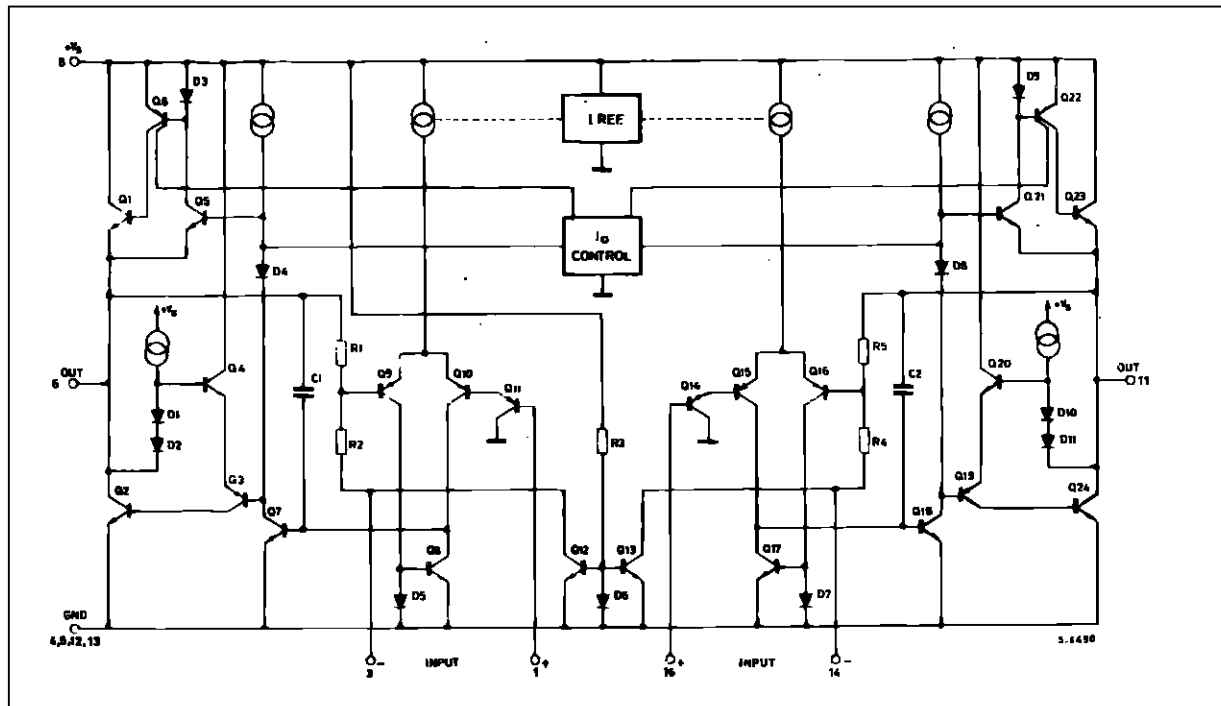 +Vs
8
D3
Q6
I REF
D9
Q22
Q1
Q5
Q21
Q23
CONTROL
D4
D8
+Vs
+Vs
R1
R5
OUT
6
Q4
C1
Q9
Q10
Q11
Q14
Q15
Q16
C2
Q20
OUT
11
D1
D2
R2
R3
R4
D10
D11
Q2
Q3
Q7
Q8
Q12
Q13
Q17
Q18
Q19
Q24
D5
D6
D7
GND
4,5,12,13
3 -
INPUT
1 +
16 +
INPUT
14 -